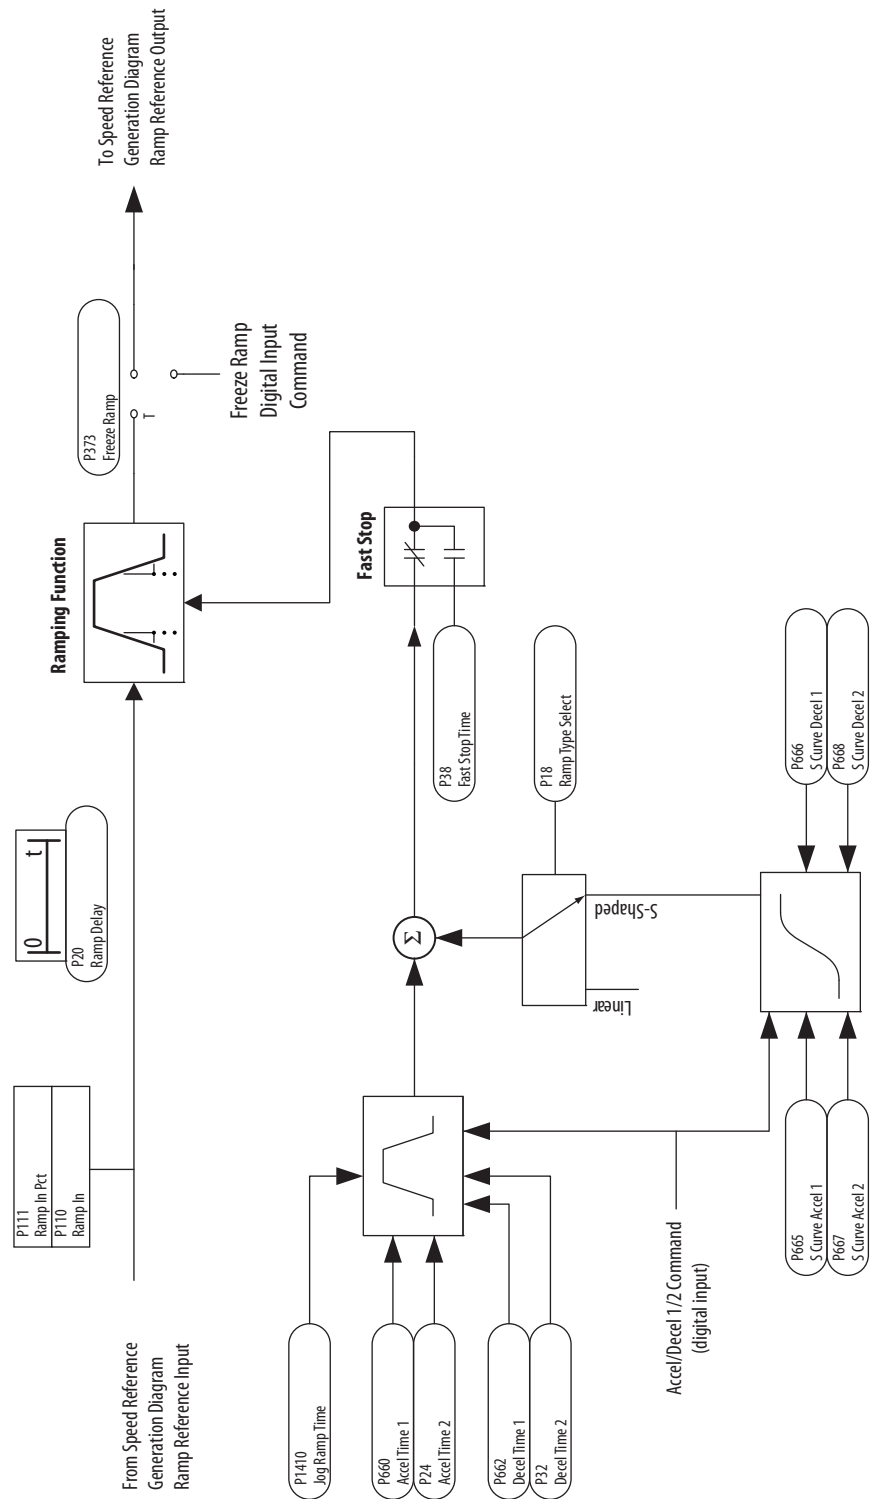 To Speed Reference
Generation Diagram
Ramp Reference Output
P373
Freeze Ramp
T
Freeze Ramp
Digital Input
Command
Ramping Function
Fast Stop
0 t
P20
Ramp Delay
P38
Fast Stop Time
P18
Ramp Type Select
P666
S Curve Decel 1
P668
S Curve Decel 2
Σ
S-Shaped
Linear
P111
Ramp In Pct
P110
Ramp In
From Speed Reference
Generation Diagram
Ramp Reference Input
P1410
Jog Ramp Time
P660
Accel Time 1
P24
Accel Time 2
P662
Decel Time 1
P32
Decel Time 2
Accel/Decel 1/2 Command
(digital input)
P665
S Curve Accel 1
P667
S Curve Accel 2